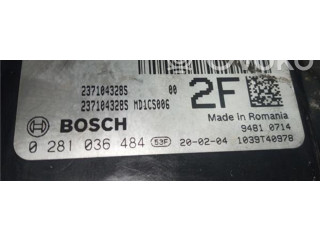 237104328S 00
237104328S MD1CS006 2F
BOSCH Made in Romania
9481.0714
0 281 036 484 53F 20-02-04 1039T40978